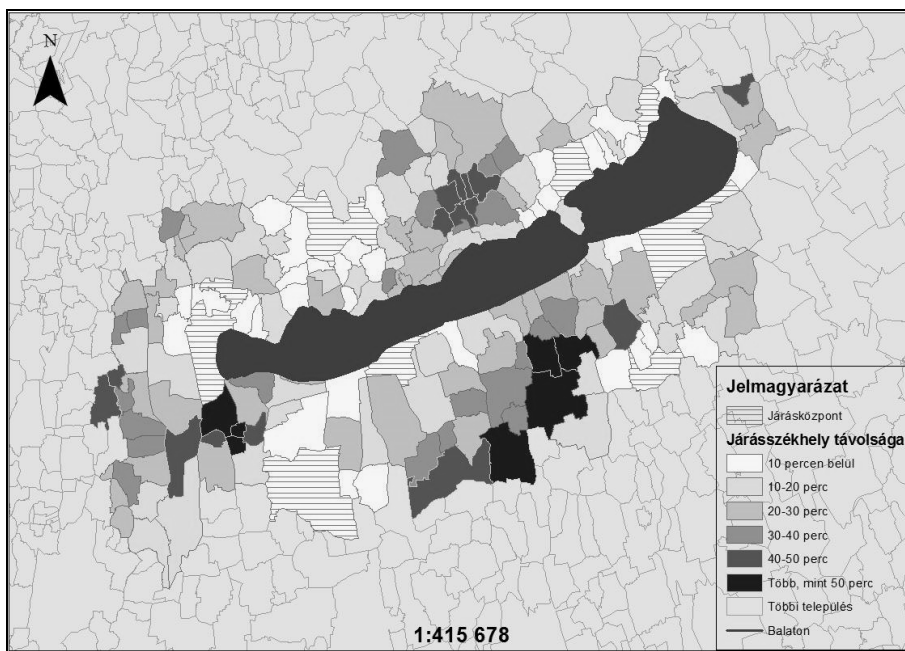 N
Jelmagyarázat
Járásközpont
Járásszékhely távolsága
10 percen belül
10-20 perc
20-30 perc
30-40 perc
40-50 perc
Több, mint 50 perc
Többi település
Balaton
1:415 678